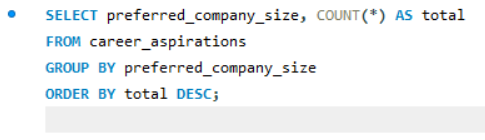 SELECT preferred_company_size, COUNT(*) AS total
FROM career_aspirations
GROUP BY preferred_company_size
ORDER BY total DESC;